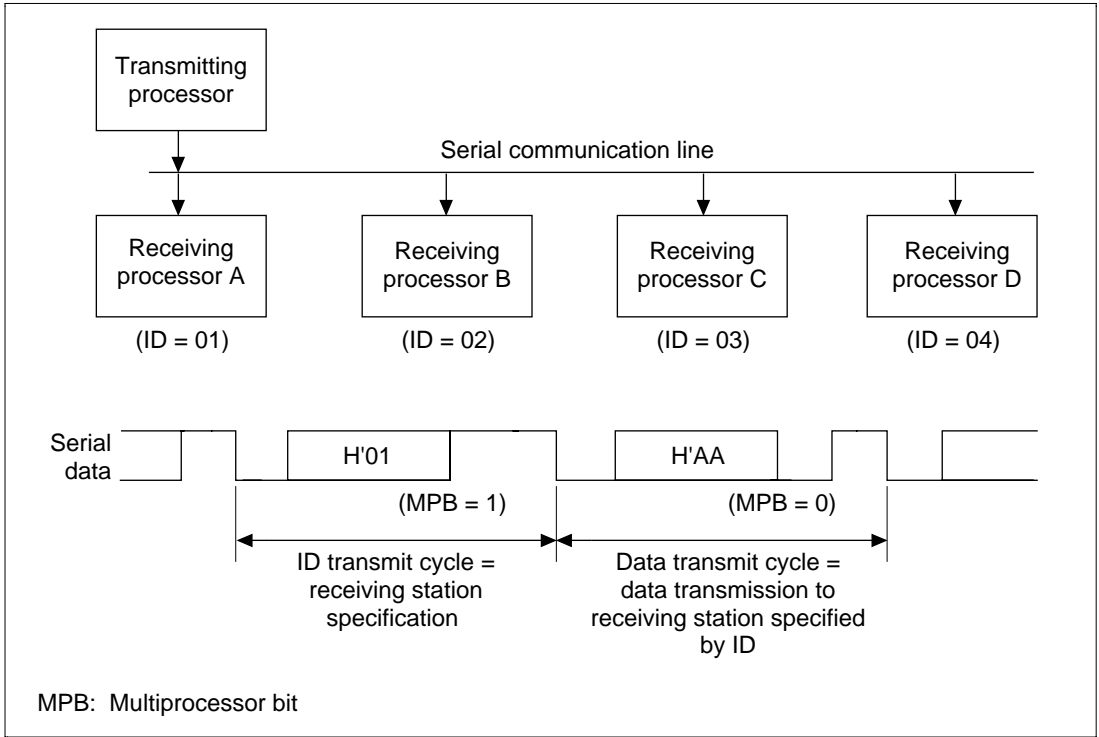 Transmitting
processor
Serial communication line
Receiving
processor A
Receiving
processor B
Receiving
processor C
Receiving
processor D
(ID = 01)
(ID = 02)
(ID = 03)
(ID = 04)
Serial
data
H'01
H'AA
(MPB = 1)
(MPB = 0)
ID transmit cycle =
receiving station
specification
Data transmit cycle =
data transmission to
receiving station specified
by ID
MPB: Multiprocessor bit